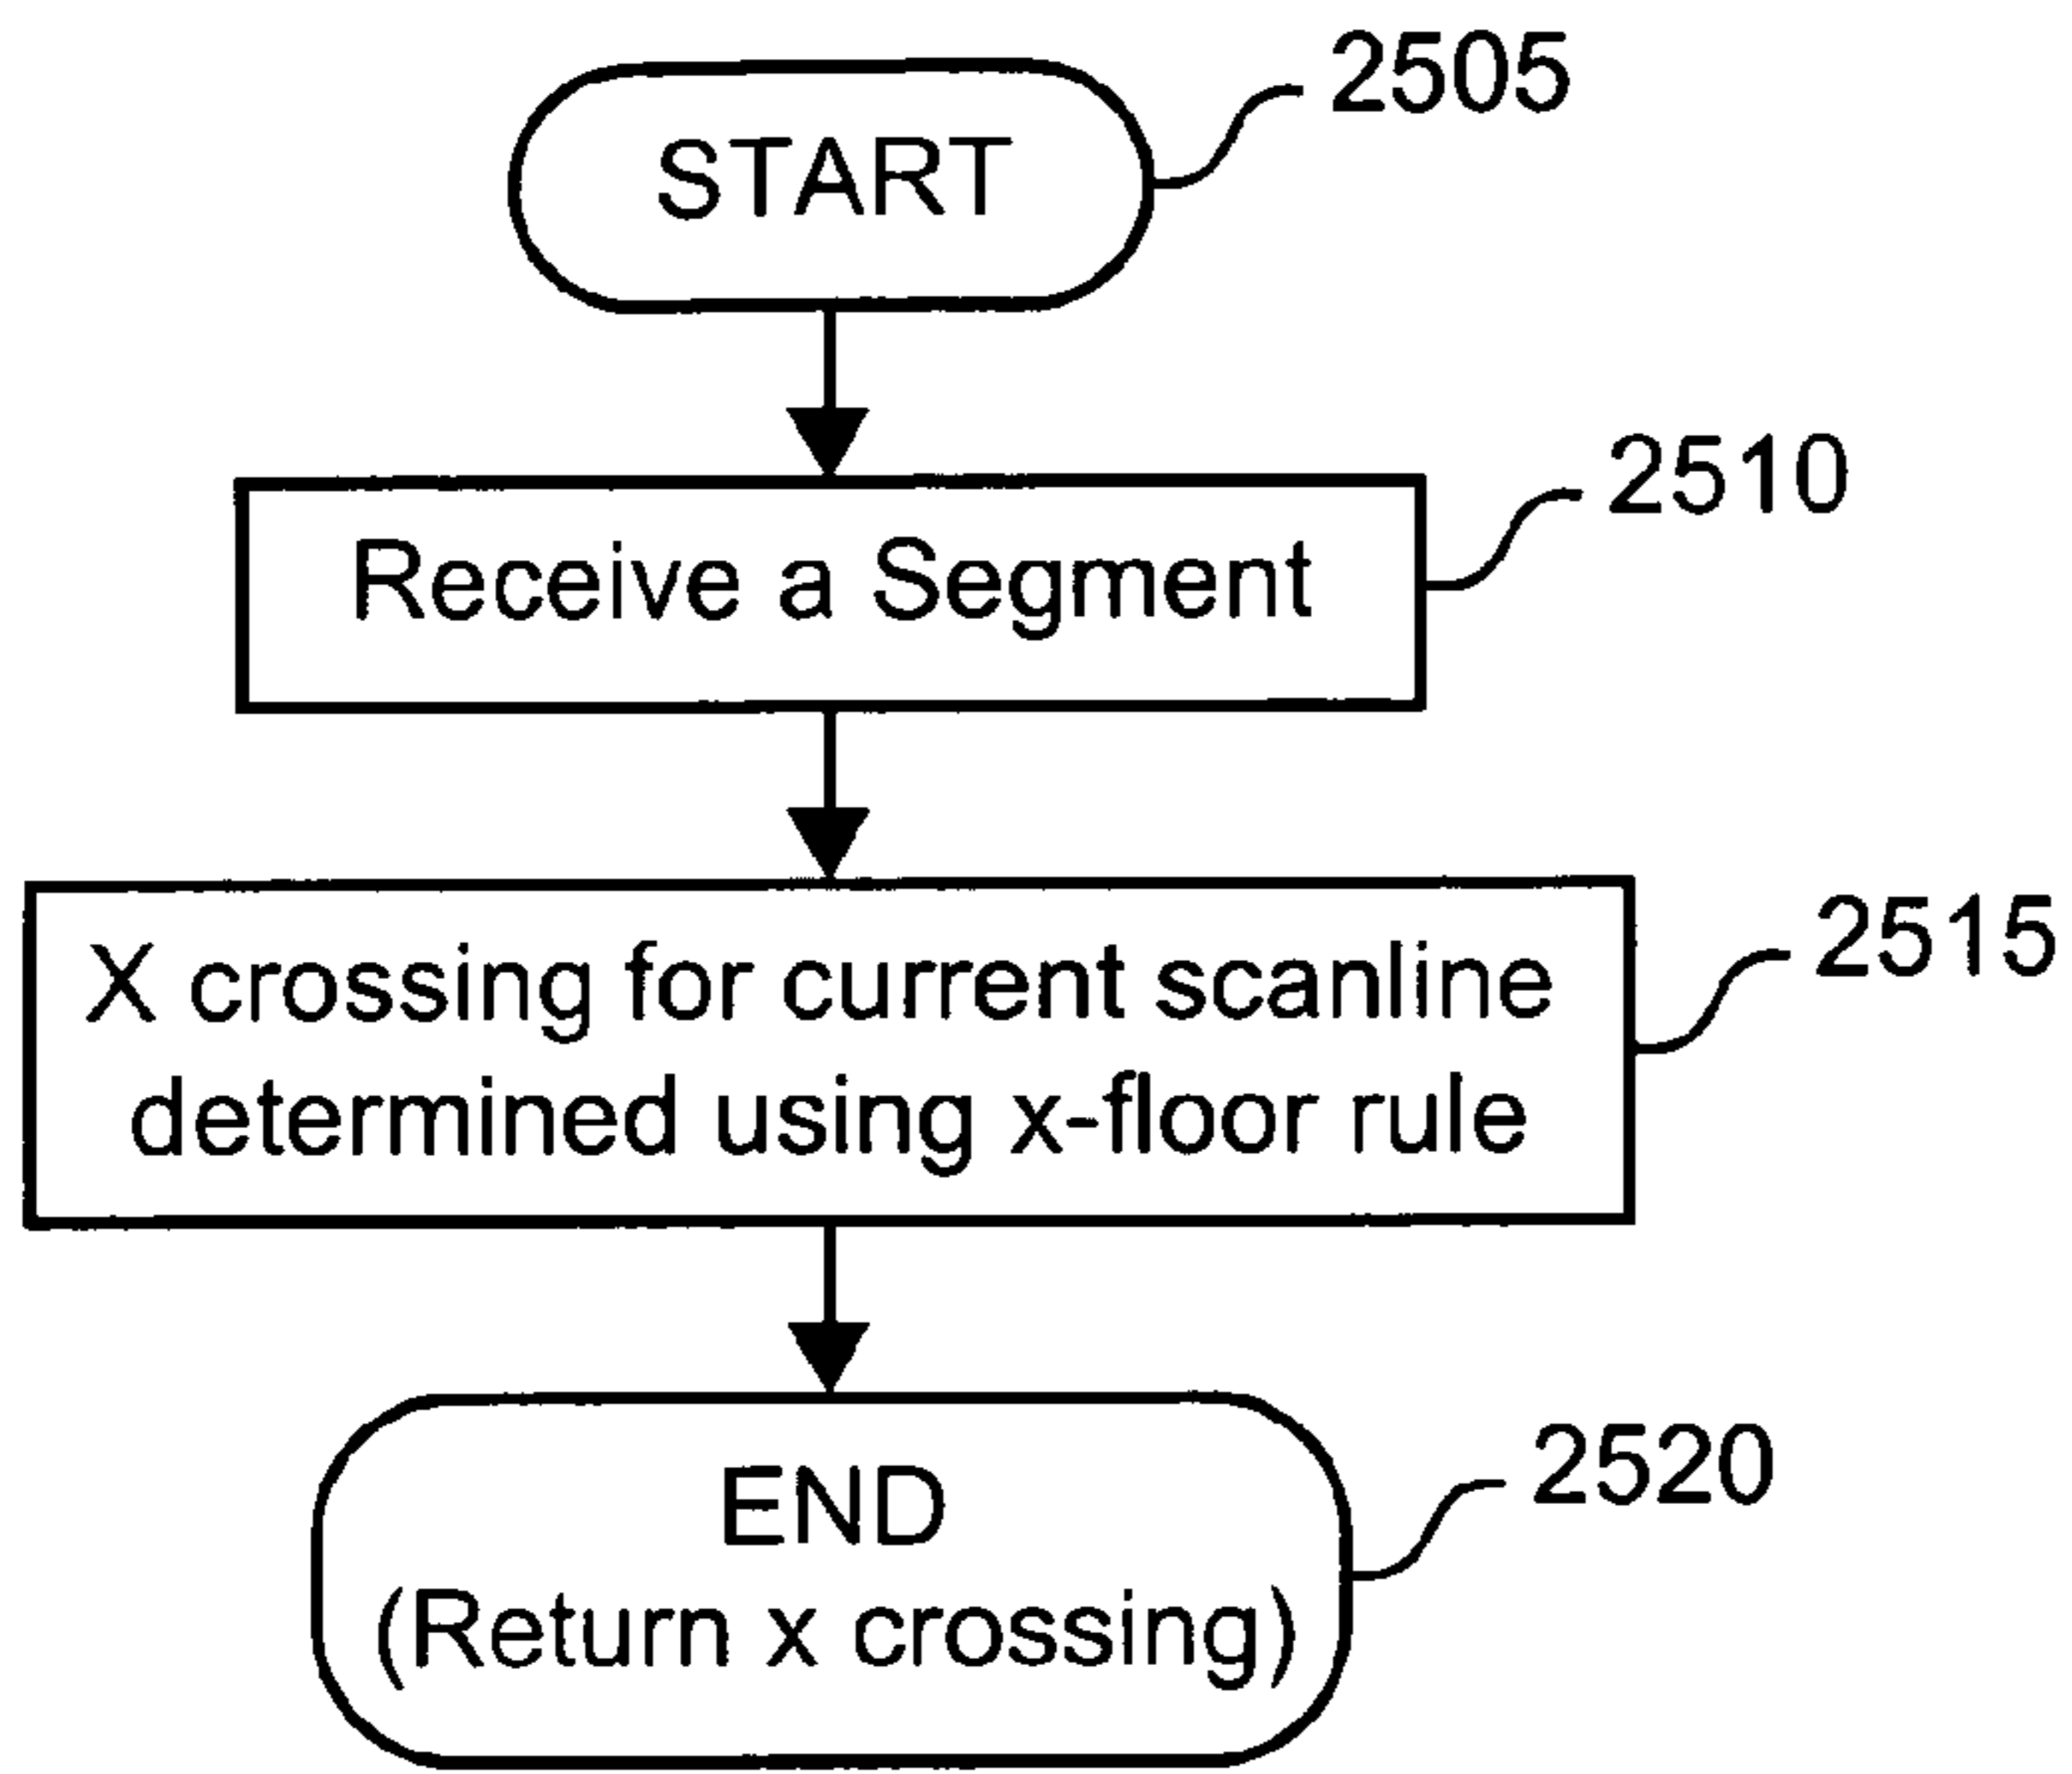 START
2505
Receive a Segment
2510
X crossing for current scanline
determined using x-floor rule
2515
END
(Return x crossing)
2520